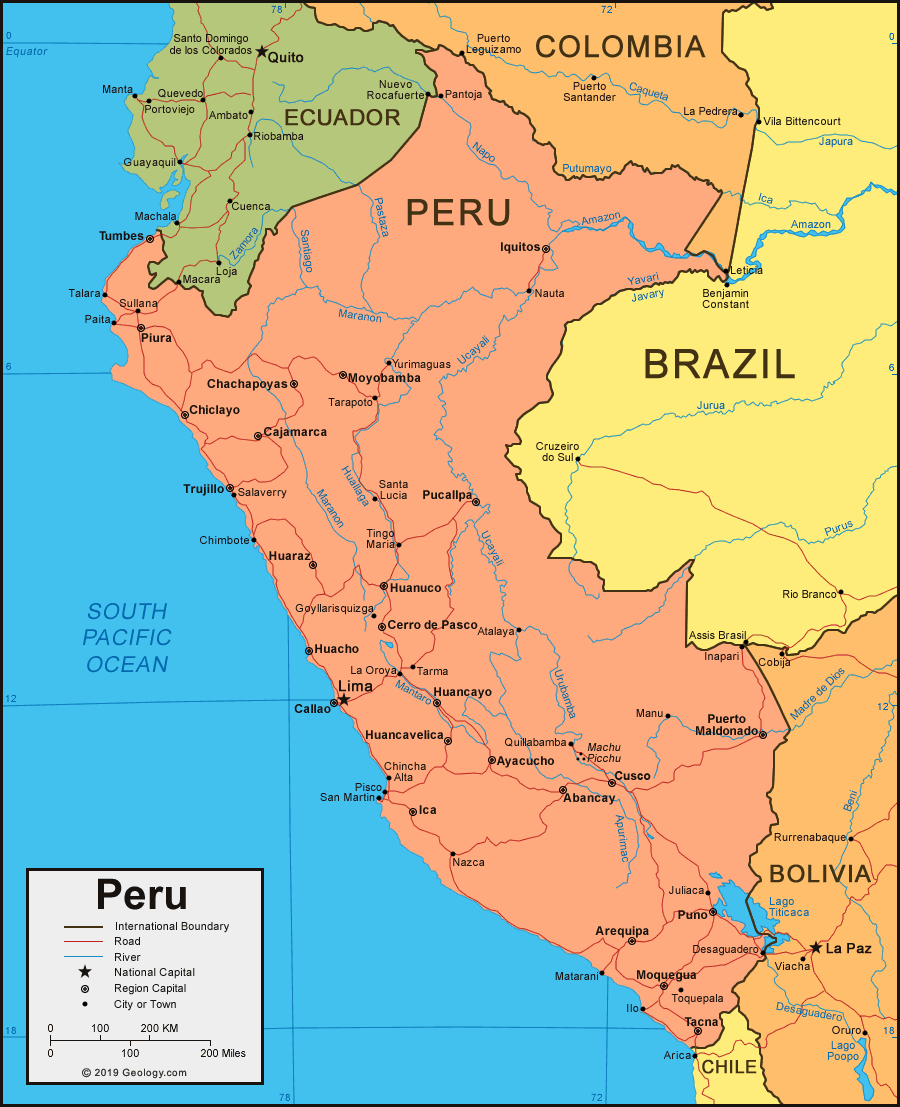 78
72
0
Equator
0
Santo Domingo
de los Colorados
Quito
Puerto
Leguizamo
COLOMBIA
Manta
Quevedo
Portoviejo
Ambato
ECUADOR
Nuevo
Rocafuerte
Pantoja
Puerto
Santander
Caqueta
La Pedrera
Vila Bittencourt
Japura
Riobamba
Guayaquil
Napo
Putumayo
Cuenca
Machala
Pastaza
PERU
Ica
Amazon
Amazon
Tumbes
Zamora
Santiago
Iquitos
Loja
Macara
Leticia
Benjamin
Constant
Yavari
Javary
Talara
Sullana
Nauta
Paita
Piura
Maranon
Ucayali
BRAZIL
6
6
Yurimaguas
Chachapoyas
Moyobamba
Tarapoto
Chiclayo
Jurua
Cajamarca
Cruzeiro
do Sul
Trujillo
Salaverry
Maranon
Huallaga
Santa
Lucia
Pucallpa
Chimbote
Tingo
Maria
Ucayali
Purus
Huaraz
Huanuco
Rio Branco
SOUTH
PACIFIC
OCEAN
Goyllarisquizga
Cerro de Pasco
Atalaya
Assis Brasil
Inapari
Cobija
Huacho
La Oroya
Tarma
Lima
Mantaro
Huancayo
Urubamba
Madre de Dios
12
12
Callao
Manu
Puerto
Maldonado
Huancavelica
Quillabamba
Machu
Picchu
Ayacucho
Chincha
Alta
Cusco
Pisco
San Martin
Abancay
Beni
Ica
Apurimac
Rurrenabaque
Nazca
BOLIVIA
Juliaca
Puno
Lago
Titicaca
Arequipa
Desaguadero
La Paz
Viacha
Matarani
Moquegua
Toquepala
Ilo
Desaguadero
Tacna
Oruro
18
18
Lago
Poopo
Arica
CHILE
78
72
Peru
International Boundary
Road
River
National Capital
Region Capital
City or Town
0 100 200 KM
0 100 200 Miles
© 2019 Geology.com